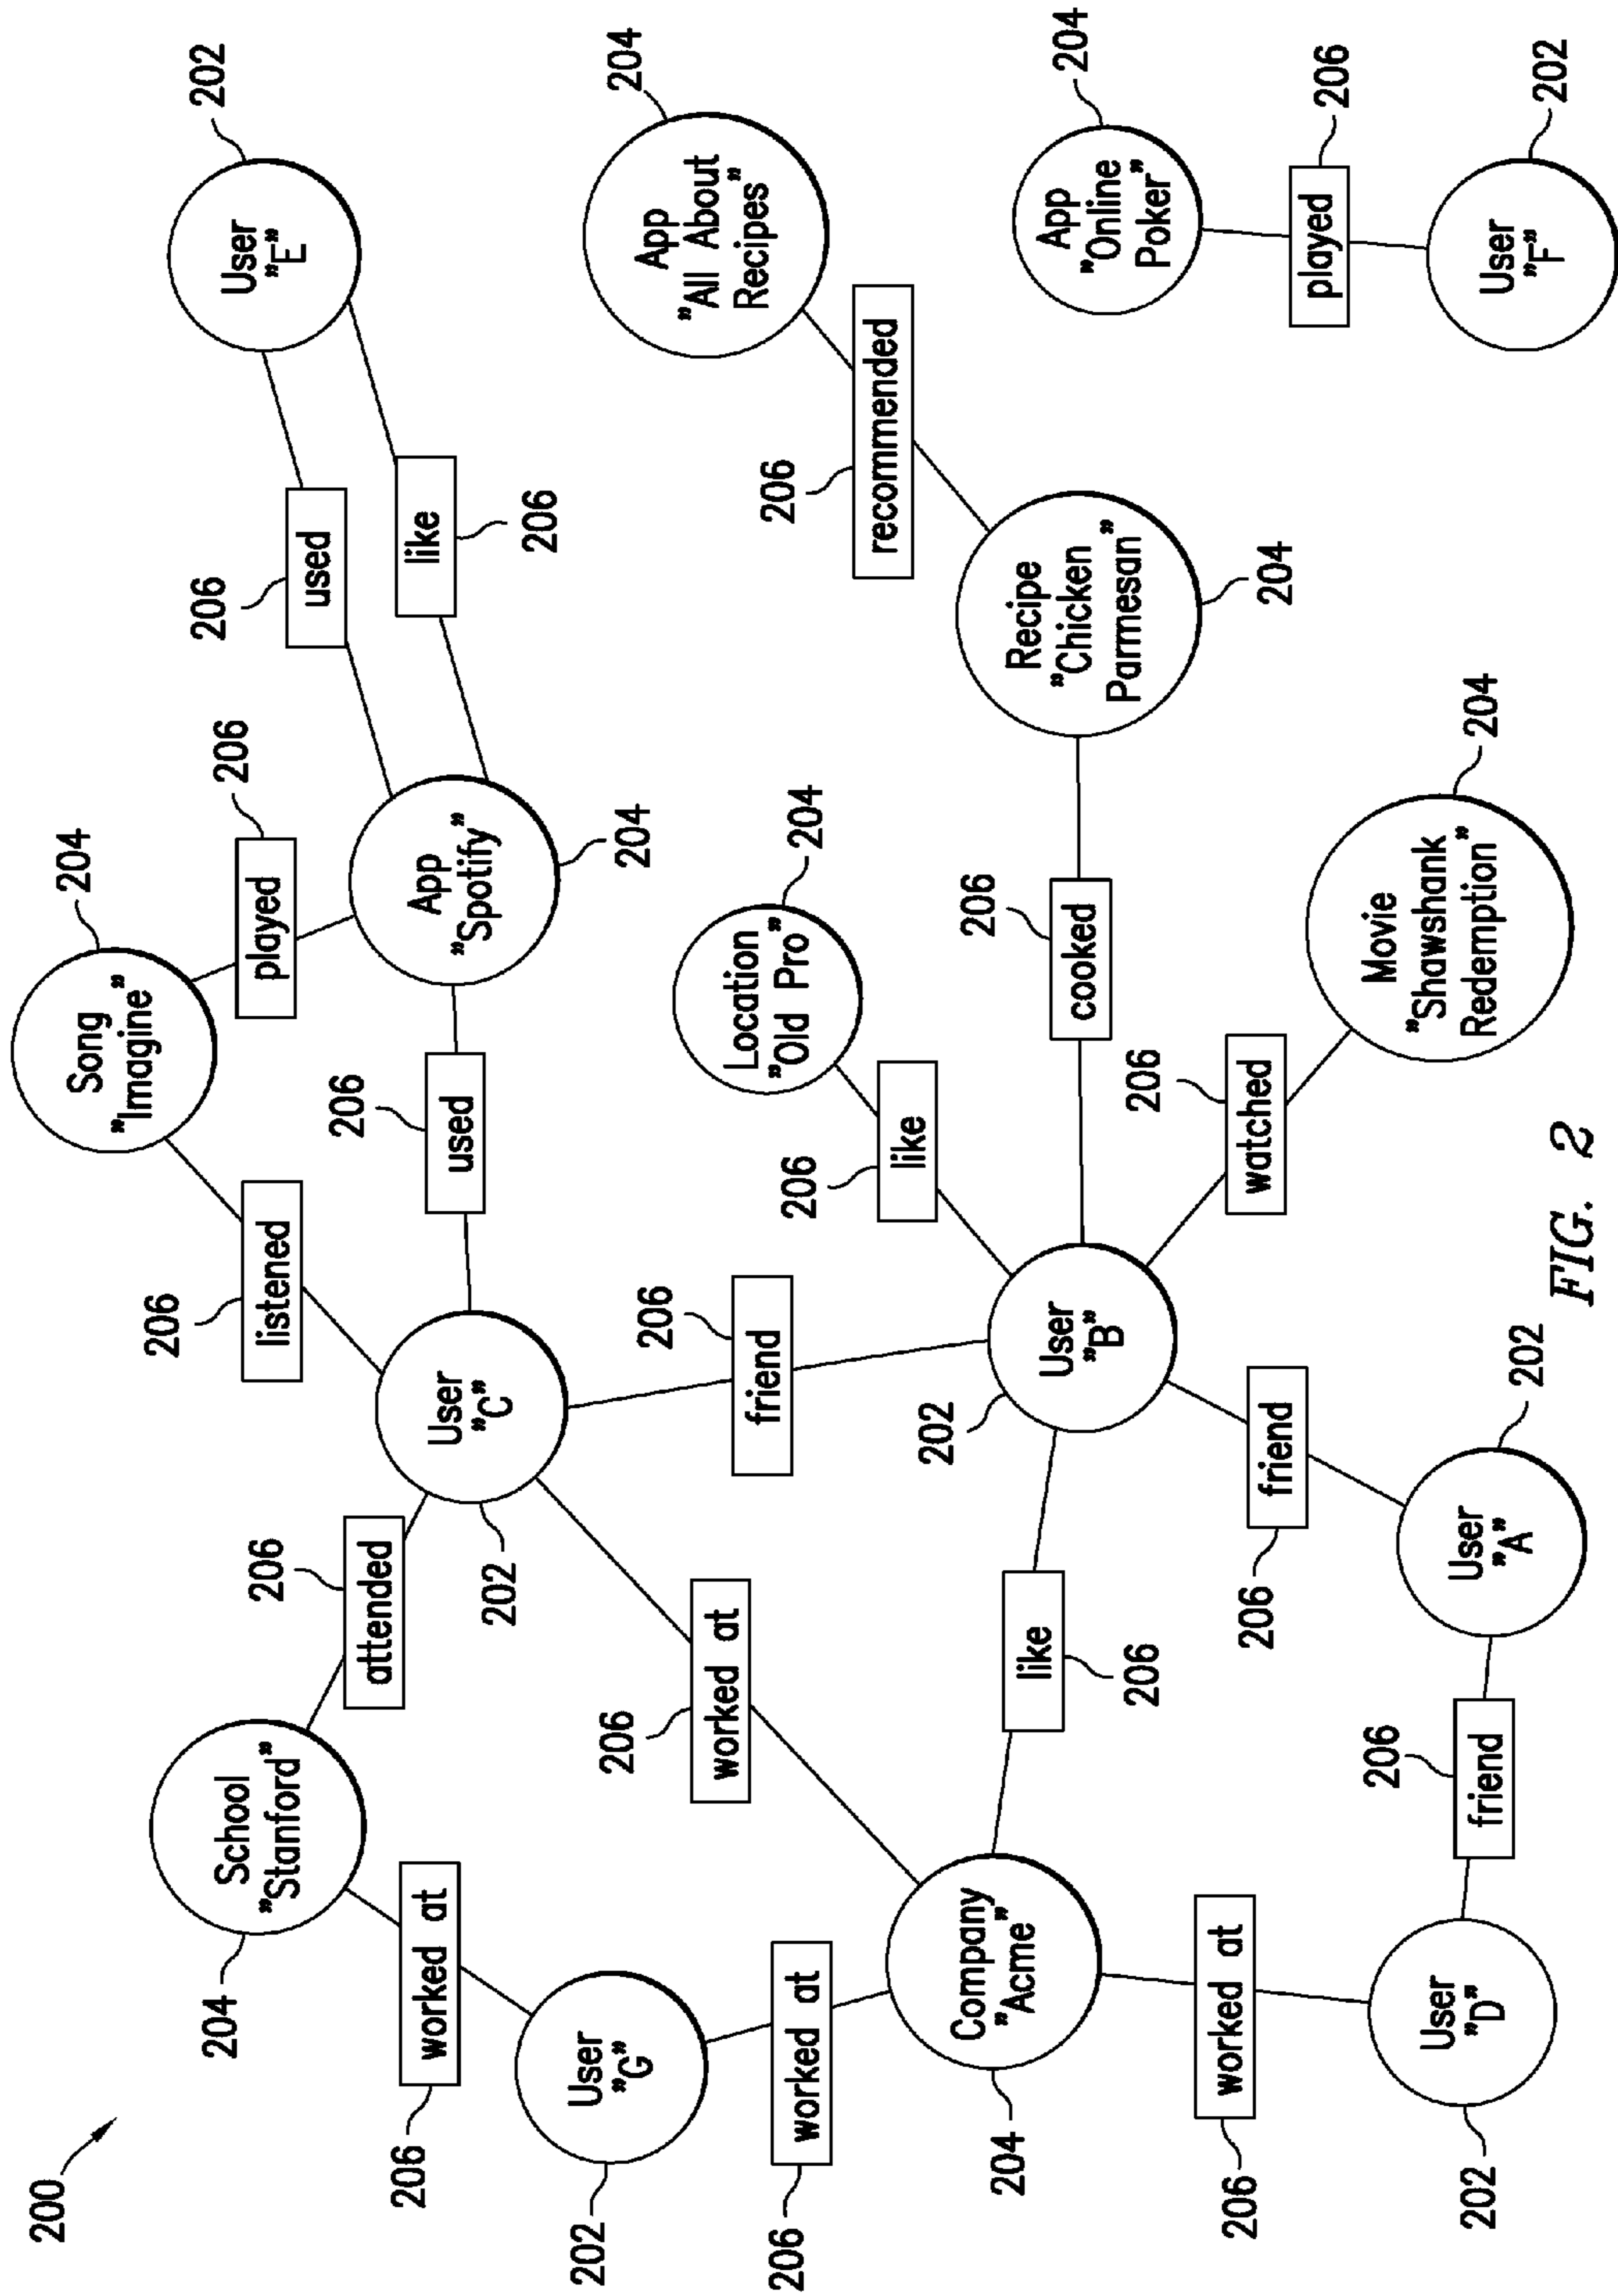 200
204
School
"Stanford"
206
attended
206
listened
204
Song
"Imagine"
206
played
202
User
"E"
206
used
like
206
206
worked at
202
User
"G"
202
User
"C"
206
used
App
"Spotify"
204
206
worked at
206
worked at
206
friend
204
Company
"Acme"
like
206
202
User
"B"
206
like
Location
"Old Pro"
204
206
cooked
Recipe
"Chicken
Parmesan"
204
206
recommended
App
"All About
Recipes"
204
206
worked at
202
User
"D"
206
friend
User
"A"
202
206
friend
206
watched
Movie
"Shawshank
Redemption"
204
App
"Online
Poker"
204
played
206
User
"F"
202
FIG. 2